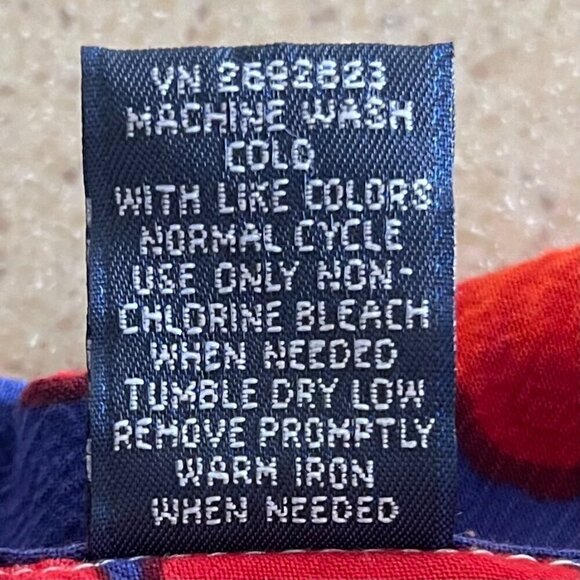 VN 2692823
MACHINE WASH
COLD
WITH LIKE COLORS
NORMAL CYCLE
USE ONLY NON-
CHLORINE BLEACH
WHEN NEEDED
TUMBLE DRY LOW
REMOVE PROMPTLY
WARM IRON
WHEN NEEDED